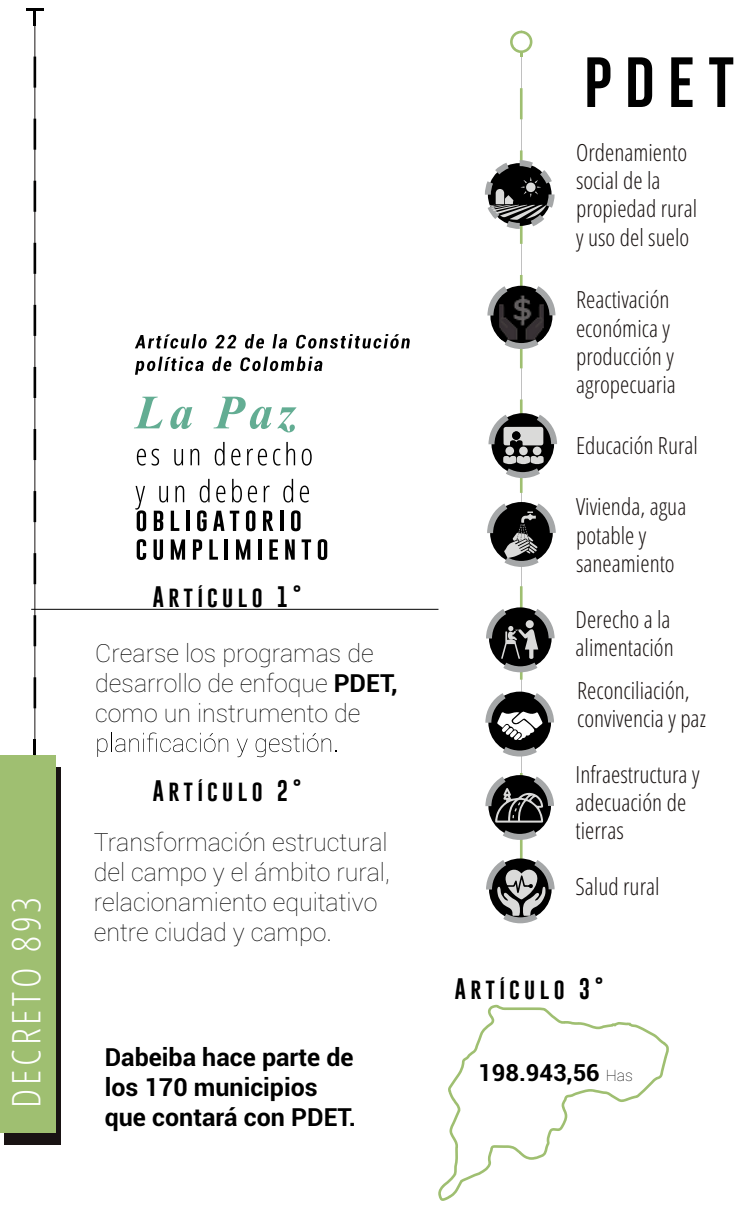 PDET
Ordenamiento
social de la
propiedad rural
y uso del suelo
Reactivación
económica y
producción y
agropecuaria
Educación Rural
Vivienda, agua
potable y
saneamiento
Derecho a la
alimentación
Reconciliación,
convivencia y paz
Infraestructura y
adecuación de
tierras
Salud rural
Artículo 22 de la Constitución
política de Colombia
La Paz
es un derecho
y un deber de
OBLIGATORIO
CUMPLIMIENTO
ARTÍCULO 1°
Crearse los programas de
desarrollo de enfoque PDET,
como un instrumento de
planificación y gestión.
ARTÍCULO 2°
Transformación estructural
del campo y el ámbito rural,
relacionamiento equitativo
entre ciudad y campo.
DECRETO 893
Dabeiba hace parte de
los 170 municipios
que contará con PDET.
ARTÍCULO 3°
198.943,56 Has